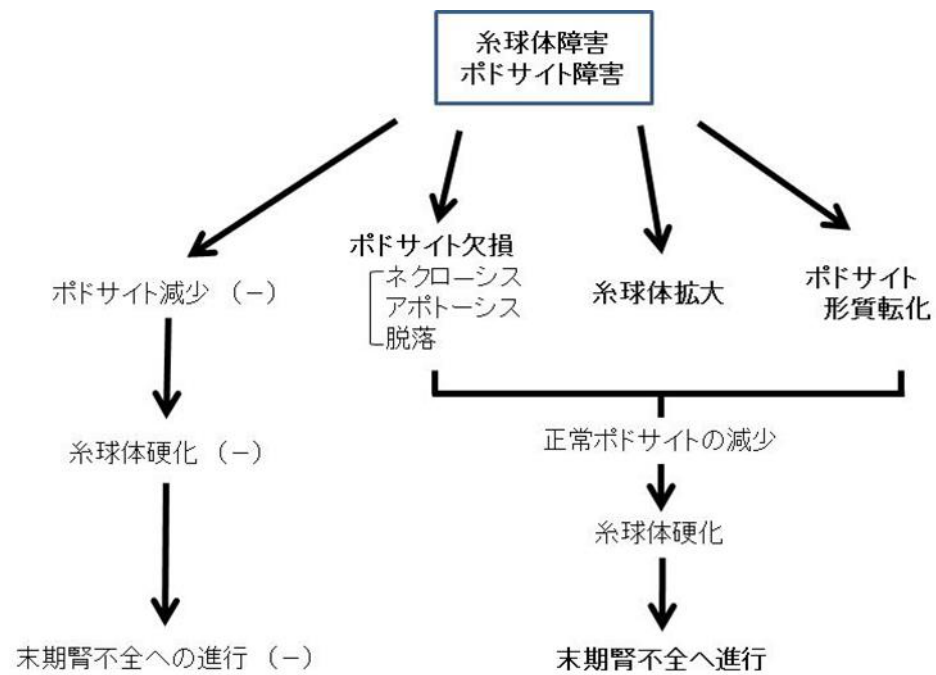 糸球体障害
ポドサイト障害
ポドサイト減少 （－）
糸球体硬化 （－）
末期腎不全への進行 （－）
ポドサイト欠損
ネクローシス
アポトーシス
脱落
糸球体拡大
ポドサイト
形質転化
正常ポドサイトの減少
糸球体硬化
末期腎不全へ進行